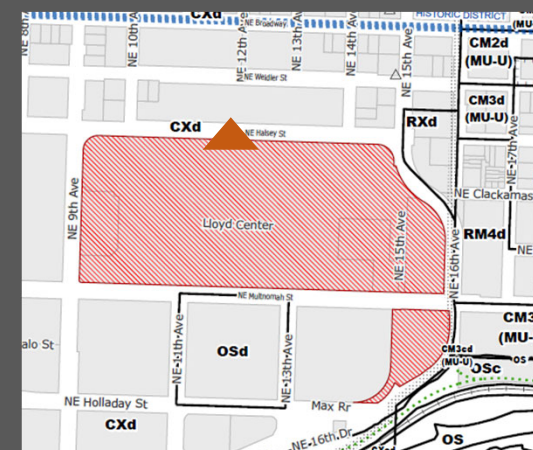 CXd
HISTORIC DISTRICT
NE Broadway
(MU-
NE 10th A
NE 12th Ave
NE 13th Ave
NE 14th Ave
NE 15th Ave
CM2d
(MU-U)
NE Weidler St
CM3d
(MU-U)
RXd
CXd
NE Halsey St
NE 17th Ave
NE Clackamas
NE 9th Ave
Lloyd Center
NE 15th Ave
NE 16th Ave
RM4d
NE
NE Multnomah St
CM3
(MU-
alo St
NE 11th Ave
OSd
NE 13th Ave
CM3cd
(MU-U)
OS
OSc
NE Holladay St
Max Rr
CXd
NE 16th Dr
OS